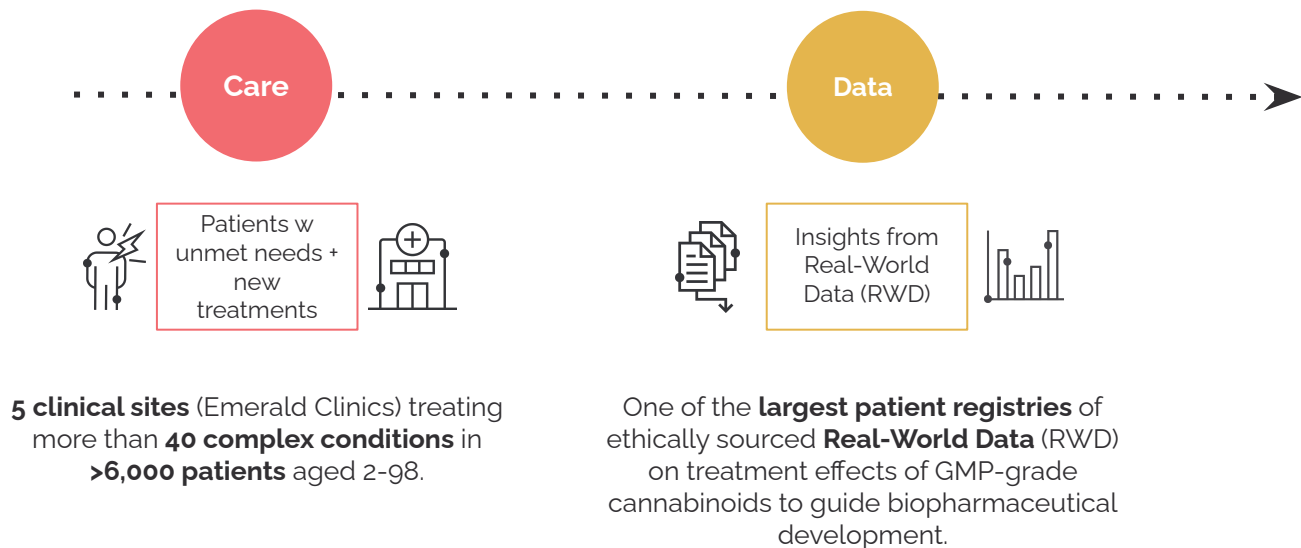 Care
Data
Patients w
unmet needs +
new
treatments
Insights from
Real-World
Data (RWD)
5 clinical sites (Emerald Clinics) treating
more than 40 complex conditions in
>6,000 patients aged 2-98.
One of the largest patient registries of
ethically sourced Real-World Data (RWD)
on treatment effects of GMP-grade
cannabinoids to guide biopharmaceutical
development.